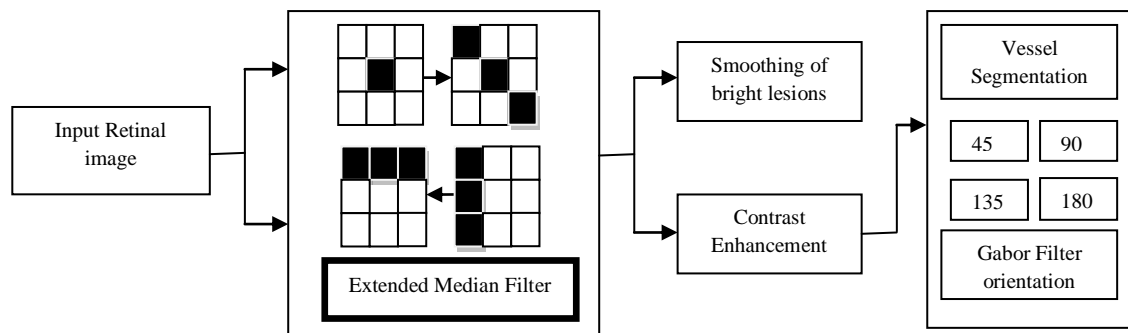 Input Retinal
image
Extended Median Filter
Smoothing of
bright lesions
Contrast
Enhancement
Vessel
Segmentation
45 90
135 180
Gabor Filter
orientation